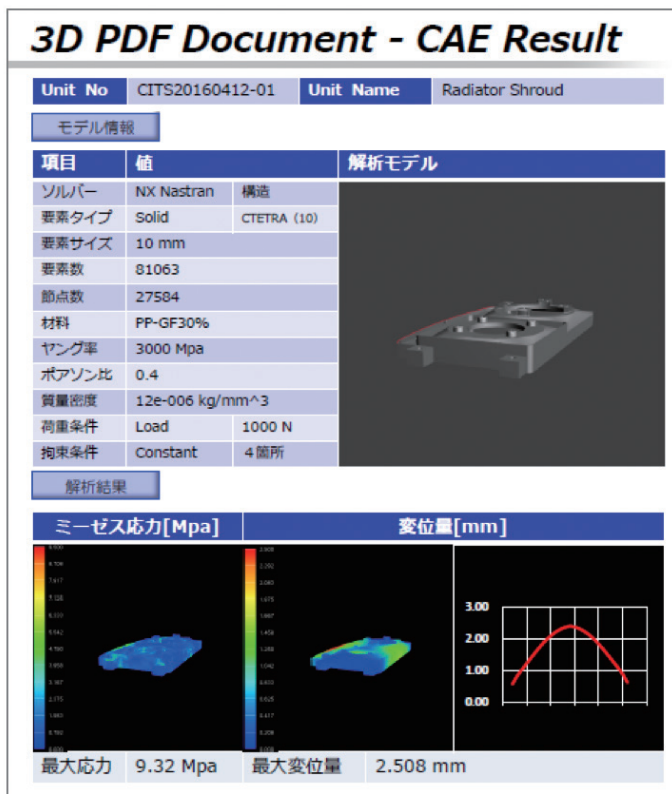 3D PDF Document - CAE Result
Unit No CITS20160412-01 Unit Name Radiator Shroud
モデル情報
項目 値 解析モデル
ソルバー NX Nastran 構造
要素タイプ Solid CTETRA (10)
要素サイズ 10 mm
要素数 81063
節点数 27584
材料 PP-GF30%
ヤング率 3000 Mpa
ポアソン比 0.4
質量密度 12e-006 kg/mm^3
荷重条件 Load 1000 N
拘束条件 Constant 4箇所
解析結果
ミーゼス応力[Mpa] 変位量[mm]
3.00
2.00
1.00
0.00
最大応力 9.32 Mpa 最大変位量 2.508 mm